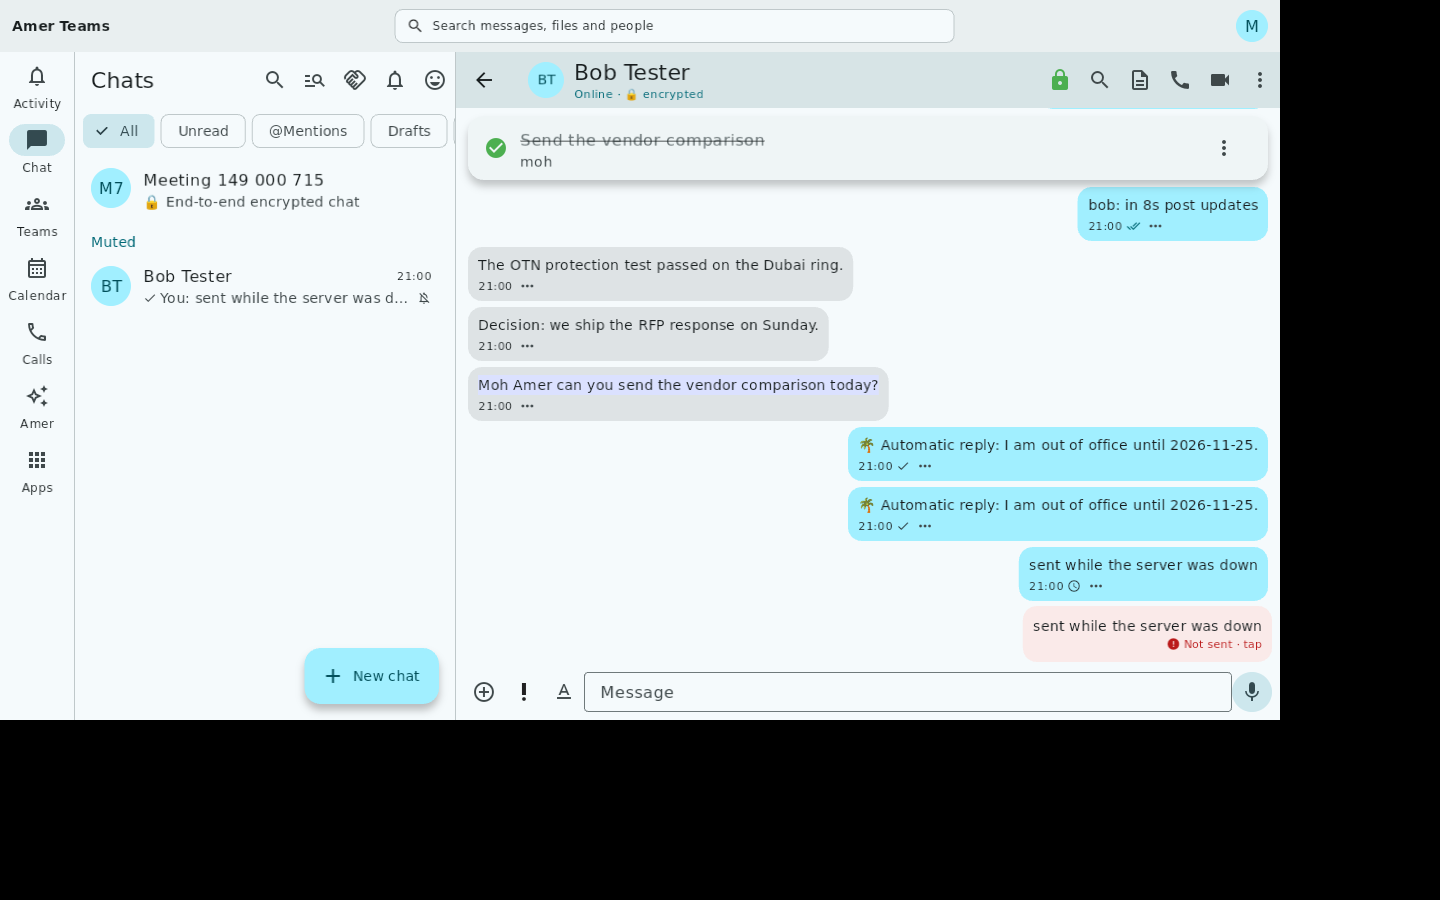 Amer Teams
Search messages, files and people
M
Activity
Chat
Teams
Calendar
Calls
Amer
Apps
Chats
All
Unread
@Mentions
Drafts
M7
Meeting 149 000 715
🔒 End-to-end encrypted chat
Muted
BT
Bob Tester
21:00
You: sent while the server was d...
New chat
BT
Bob Tester
Online · 🔒 encrypted
Send the vendor comparison
moh
bob: in 8s post updates
21:00
The OTN protection test passed on the Dubai ring.
21:00
Decision: we ship the RFP response on Sunday.
21:00
Moh Amer can you send the vendor comparison today?
21:00
🌴 Automatic reply: I am out of office until 2026-11-25.
21:00
🌴 Automatic reply: I am out of office until 2026-11-25.
21:00
sent while the server was down
21:00
sent while the server was down
Not sent · tap
A
Message